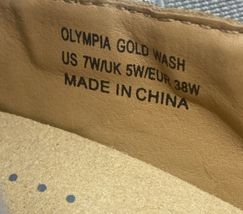 OLYMPIA GOLD WASH
US 7W/UK 5W/EUR 38W
MADE IN CHINA